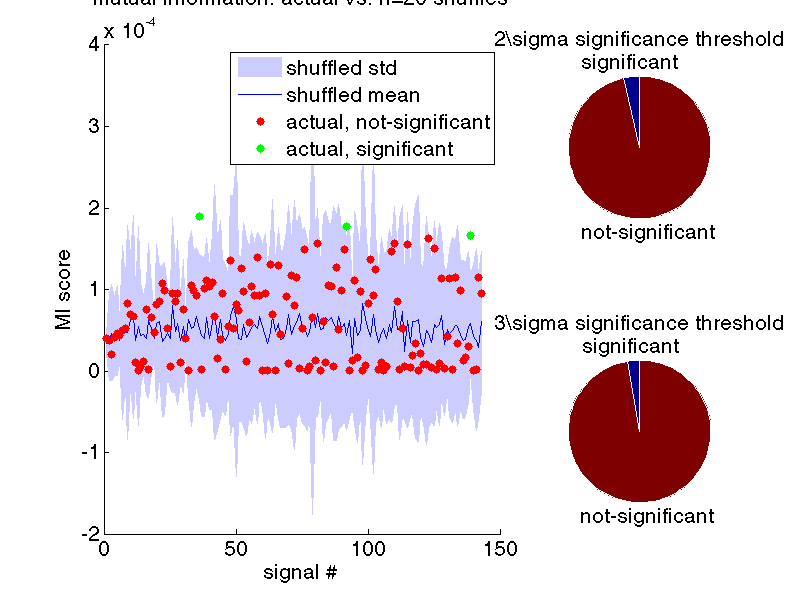 mutual information: actual vs. n=20 shuffles
x 10^-4
4
3
2
1
0
-1
-2
0 50 100 150
MI score
signal #
shuffled std
shuffled mean
actual, not-significant
actual, significant
2\sigma significance threshold
significant
not-significant
3\sigma significance threshold
significant
not-significant